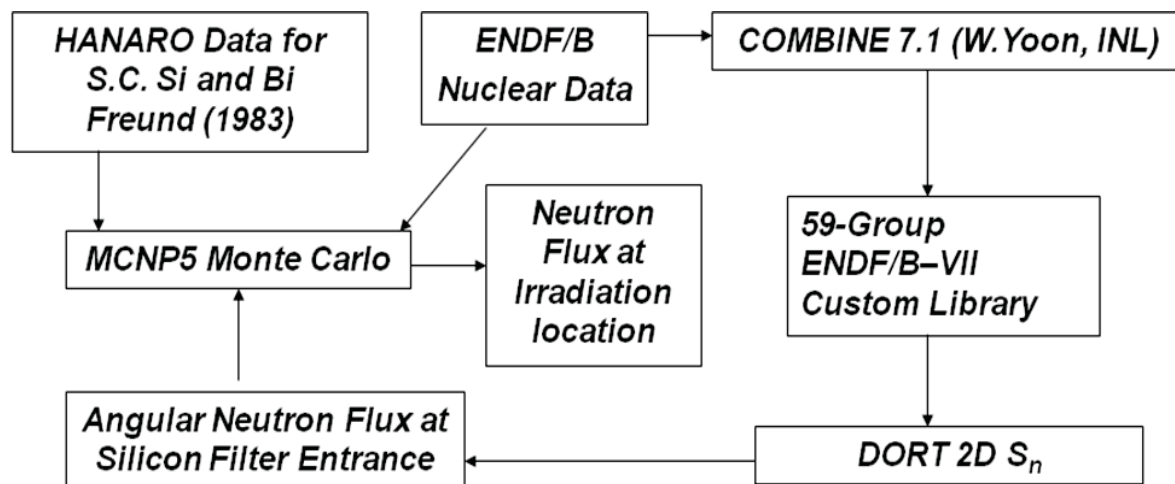 HANARO Data for
S.C. Si and Bi
Freund (1983)
ENDF/B
Nuclear Data
COMBINE 7.1 (W.Yoon, INL)
MCNP5 Monte Carlo
Neutron
Flux at
Irradiation
location
59-Group
ENDF/B–VII
Custom Library
Angular Neutron Flux at
Silicon Filter Entrance
DORT 2D Sn